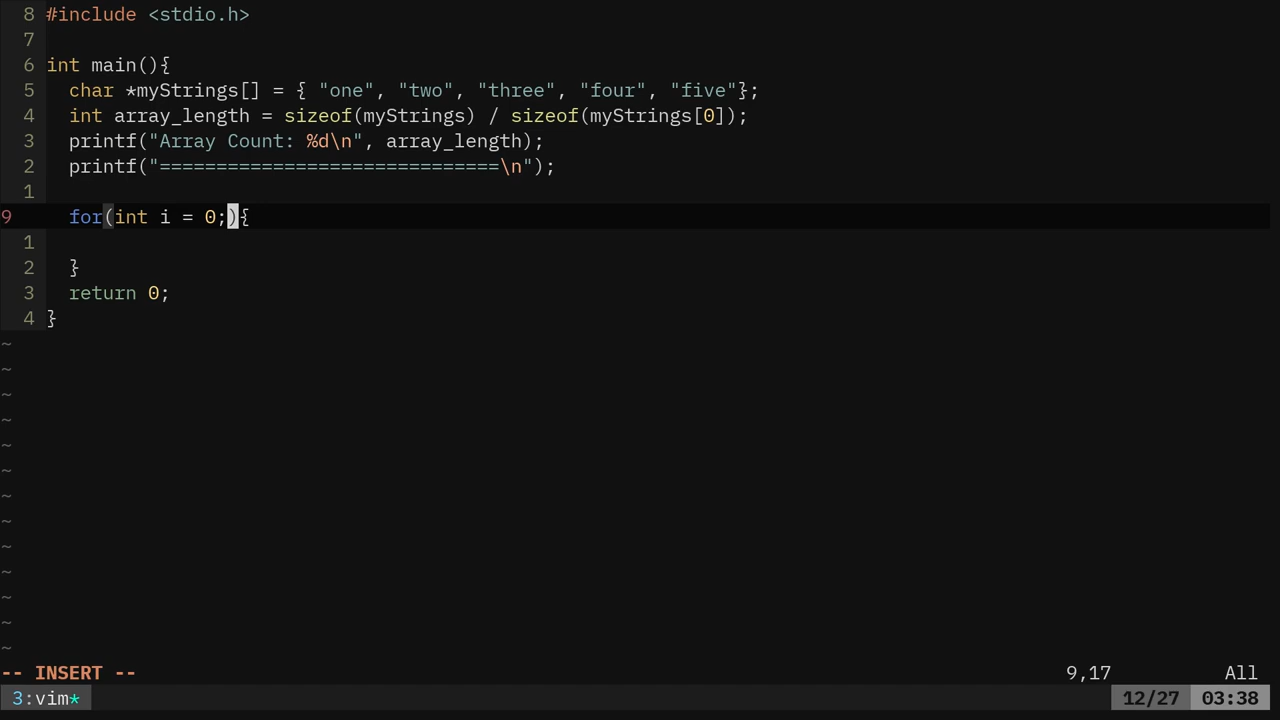 8 #include <stdio.h>
7
6 int main(){
5   char *myStrings[] = { "one", "two", "three", "four", "five"};
4   int array_length = sizeof(myStrings) / sizeof(myStrings[0]);
3   printf("Array Count: %d\n", array_length);
2   printf("==============================\n");
1
9   for(int i = 0;){
1
2   }
3   return 0;
4 }
~
~
~
~
~
~
~
~
~
~
~
~
~
-- INSERT -- 9,17 All
3:vim* 12/27 03:38